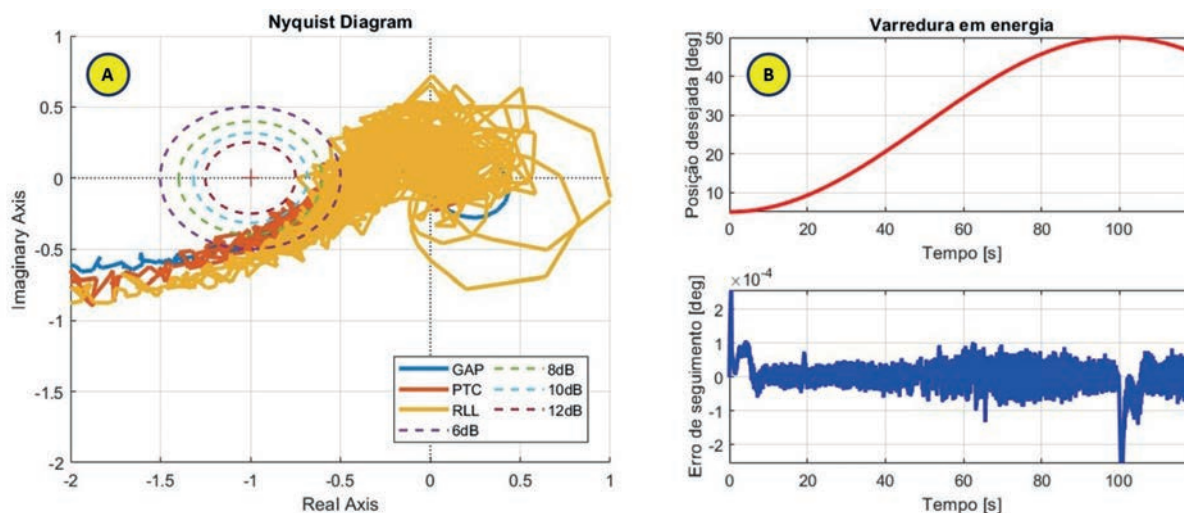 Nyquist Diagram
A
1
0.5
0
-0.5
-1
-1.5
-2
-2
-1.5
-1
-0.5
0
0.5
1
Imaginary Axis
Real Axis
GAP
PTC
RLL
6dB
8dB
10dB
12dB
Varredura em energia
B
50
40
30
20
10
0
20
40
60
80
100
Posição desejada [deg]
Tempo [s]
×10-4
2
1
0
-1
-2
0
20
40
60
80
100
Erro de seguimento [deg]
Tempo [s]